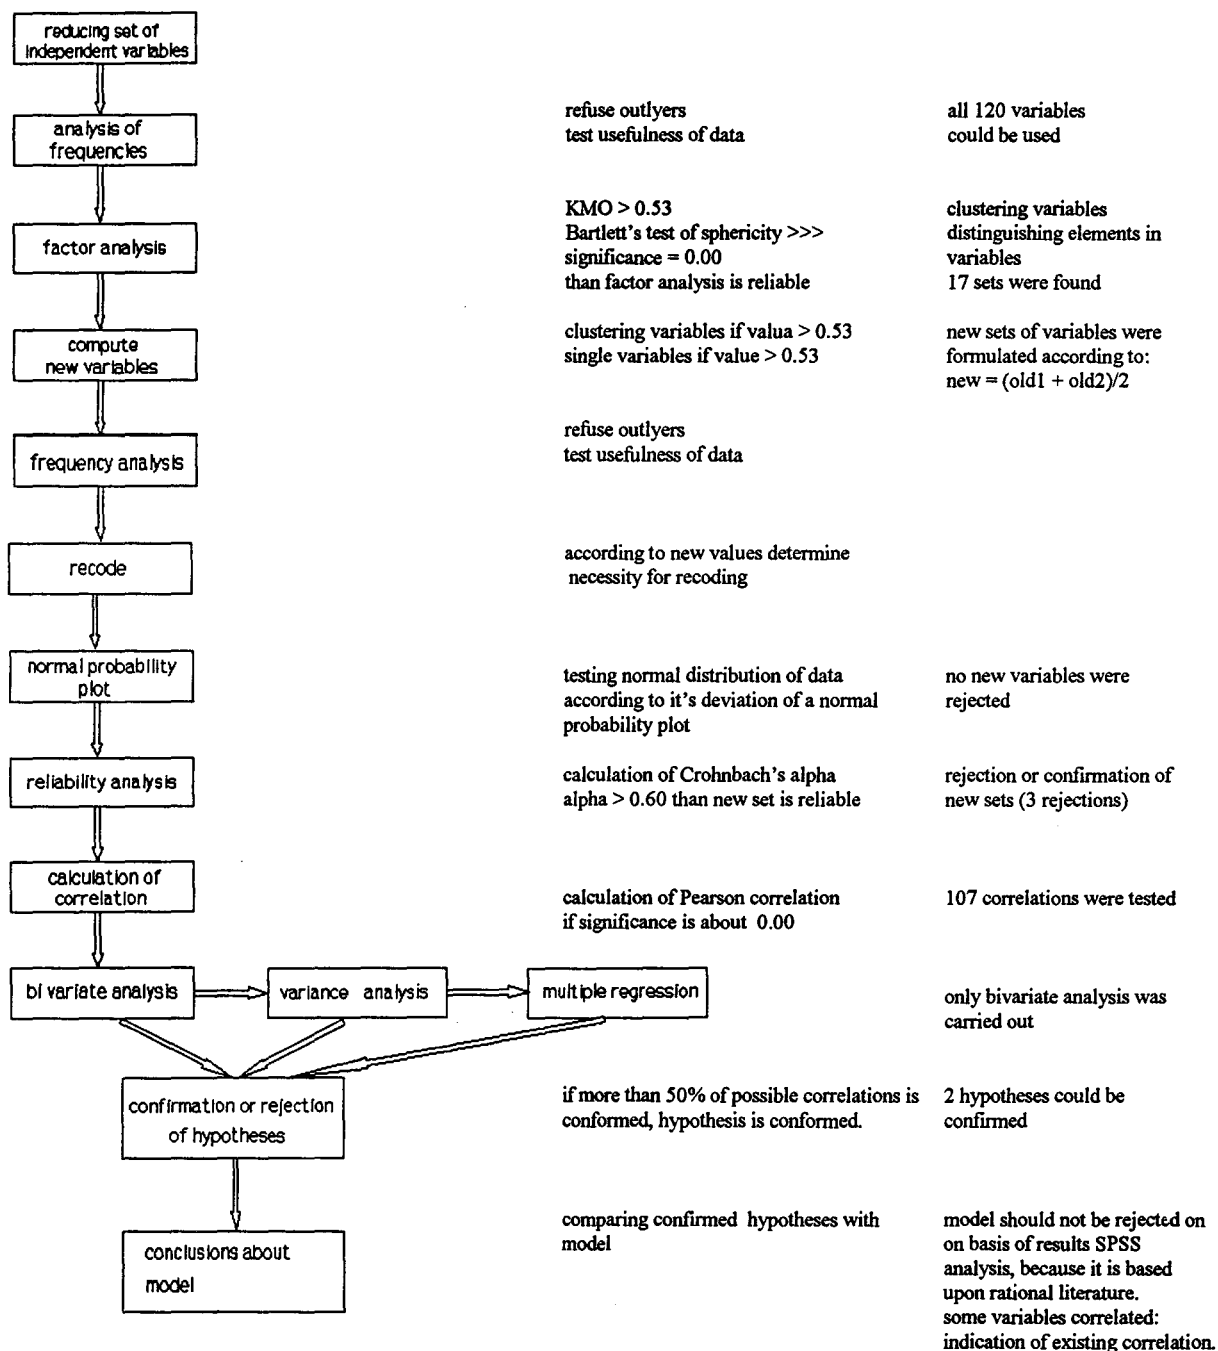 reducing set of
independent variables
analysis of
frequencies
refuse outlyers
test usefulness of data
all 120 variables
could be used
factor analysis
KMO > 0.53
Bartlett's test of sphericity >>>
significance = 0.00
than factor analysis is reliable
clustering variables
distinguishing elements in
variables
17 sets were found
compute
new variables
clustering variables if valua > 0.53
single variables if value > 0.53
new sets of variables were
formulated according to:
new = (old1 + old2)/2
frequency analysis
refuse outlyers
test usefulness of data
recode
according to new values determine
necessity for recoding
normal probability
plot
testing normal distribution of data
according to it's deviation of a normal
probability plot
no new variables were
rejected
reliability analysis
calculation of Crohnbach's alpha
alpha > 0.60 than new set is reliable
rejection or confirmation of
new sets (3 rejections)
calculation of
correlation
calculation of Pearson correlation
if significance is about 0.00
107 correlations were tested
bi variate analysis
variance analysis
multiple regression
only bivariate analysis was
carried out
confirmation or rejection
of hypotheses
if more than 50% of possible correlations is
conformed, hypothesis is conformed.
2 hypotheses could be
confirmed
conclusions about
model
comparing confirmed hypotheses with
model
model should not be rejected on
on basis of results SPSS
analysis, because it is based
upon rational literature.
some variables correlated:
indication of existing correlation.